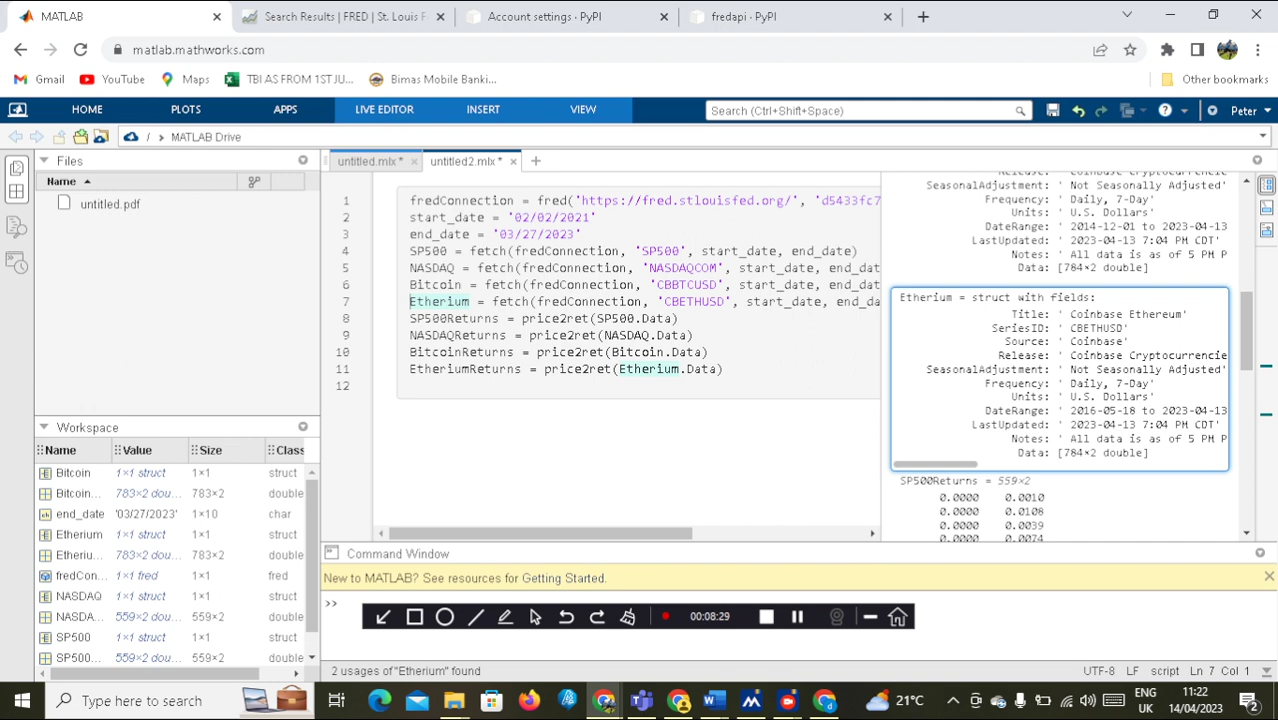 MATLAB
Search Results | FRED | St. Louis F
Account settings · PyPI
fredapi · PyPI
matlab.mathworks.com
Gmail
YouTube
Maps
TBI AS FROM 1ST JU...
Bimas Mobile Banki...
Other bookmarks
HOME
PLOTS
APPS
LIVE EDITOR
INSERT
VIEW
Search (Ctrl+Shift+Space)
Peter
/ MATLAB Drive
Files
Name
untitled.pdf
untitled.mlx *
untitled2.mlx *
1 fredConnection = fred('https://fred.stlouisfed.org/', 'd5433fc7
2 start_date = '02/02/2021'
3 end_date = '03/27/2023'
4 SP500 = fetch(fredConnection, 'SP500', start_date, end_date)
5 NASDAQ = fetch(fredConnection, 'NASDAQCOM', start_date, end_dat
6 Bitcoin = fetch(fredConnection, 'CBBTCUSD', start_date, end_da
7 Etherium = fetch(fredConnection, 'CBETHUSD', start_date, end_da
8 SP500Returns = price2ret(SP500.Data)
9 NASDAQReturns = price2ret(NASDAQ.Data)
10 BitcoinReturns = price2ret(Bitcoin.Data)
11 EtheriumReturns = price2ret(Etherium.Data)
12
Release: ' Coinbase Cryptocurrencie
SeasonalAdjustment: ' Not Seasonally Adjusted'
Frequency: ' Daily, 7-Day'
Units: ' U.S. Dollars'
DateRange: ' 2014-12-01 to 2023-04-13
LastUpdated: ' 2023-04-13 7:04 PM CDT'
Notes: ' All data is as of 5 PM P
Data: [784×2 double]
Etherium = struct with fields:
Title: ' Coinbase Ethereum'
SeriesID: ' CBETHUSD'
Source: ' Coinbase'
Release: ' Coinbase Cryptocurrencie
SeasonalAdjustment: ' Not Seasonally Adjusted'
Frequency: ' Daily, 7-Day'
Units: ' U.S. Dollars'
DateRange: ' 2016-05-18 to 2023-04-13
LastUpdated: ' 2023-04-13 7:04 PM CDT'
Notes: ' All data is as of 5 PM P
Data: [784×2 double]
SP500Returns = 559×2
0.0000 0.0010
0.0000 0.0108
0.0000 0.0039
0.0000 0.0074
Workspace
Name Value Size Class
Bitcoin 1×1 struct 1×1 struct
Bitcoin... 783×2 dou... 783×2 double
end_date '03/27/2023' 1×10 char
Etherium 1×1 struct 1×1 struct
Etheriu... 783×2 dou... 783×2 double
fredCon... 1×1 fred 1×1 fred
NASDAQ 1×1 struct 1×1 struct
NASDA... 559×2 dou... 559×2 double
SP500 1×1 struct 1×1 struct
SP500... 559×2 dou... 559×2 double
Command Window
New to MATLAB? See resources for Getting Started.
>>
00:08:29
2 usages of "Etherium" found
UTF-8 LF script Ln 7 Col 1
Type here to search
21°C
ENG
UK
11:22
14/04/2023
2